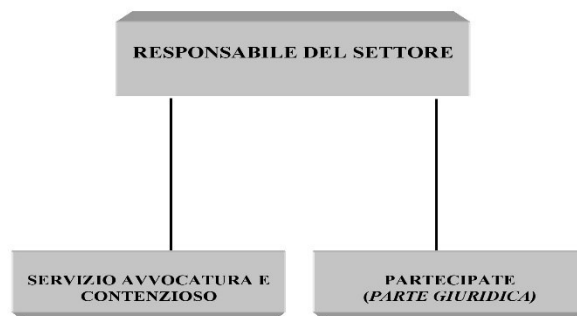 RESPONSABILE DEL SETTORE
SERVIZIO AVVOCATURA E
CONTENZIOSO
PARTECIPATE
(PARTE GIURIDICA)